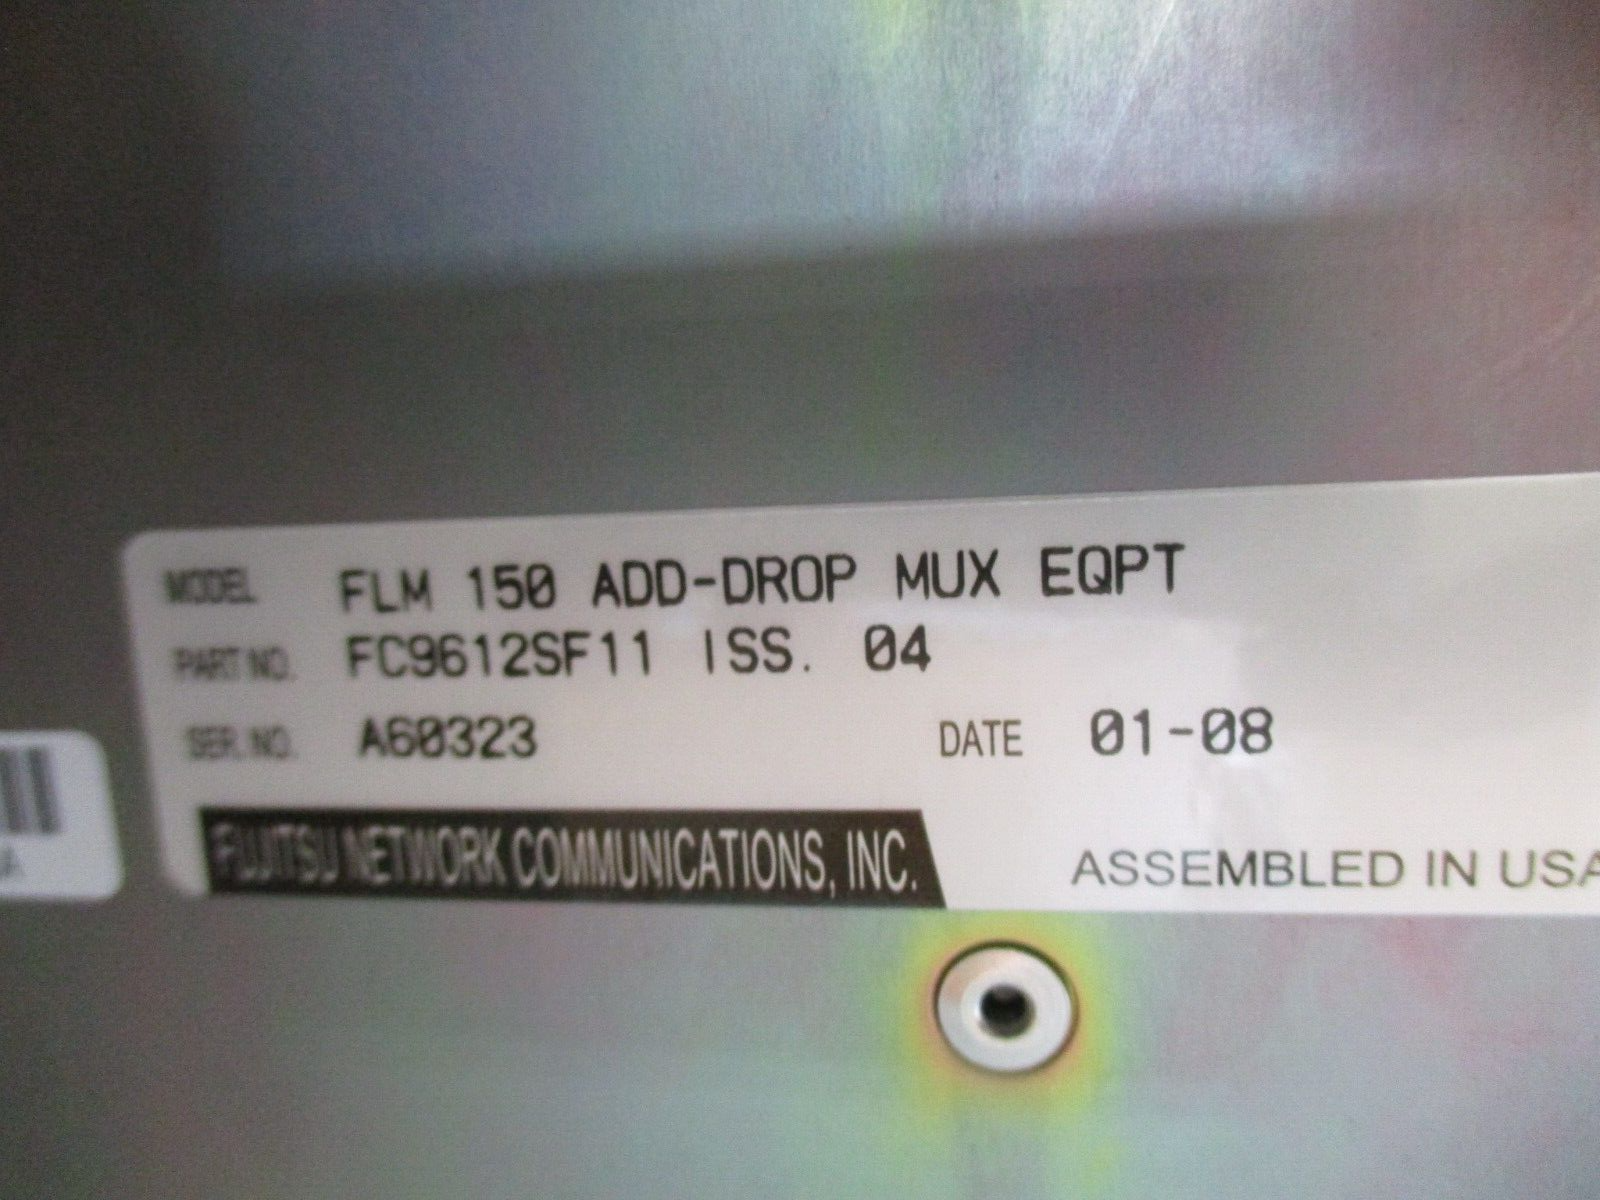 MODEL FLM 150 ADD-DROP MUX EQPT
PART NO. FC9612SF11 ISS. 04
SER. NO. A60323 DATE 01-08
FUJITSU NETWORK COMMUNICATIONS, INC. ASSEMBLED IN USA
A